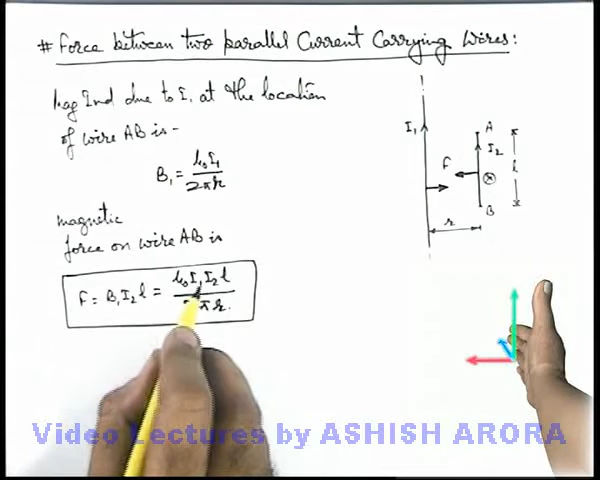 # Force between two parallel Current Carrying Wires:
Mag Ind due to I₁ at the location
of wire AB is -
B₁ = μ₀I₁ / 2πr
magnetic
force on wire AB is
F = B₁I₂l = μ₀I₁I₂l / 2πr.
I₁
A
I₂
l
F
B
r
Video Lectures by ASHISH ARORA